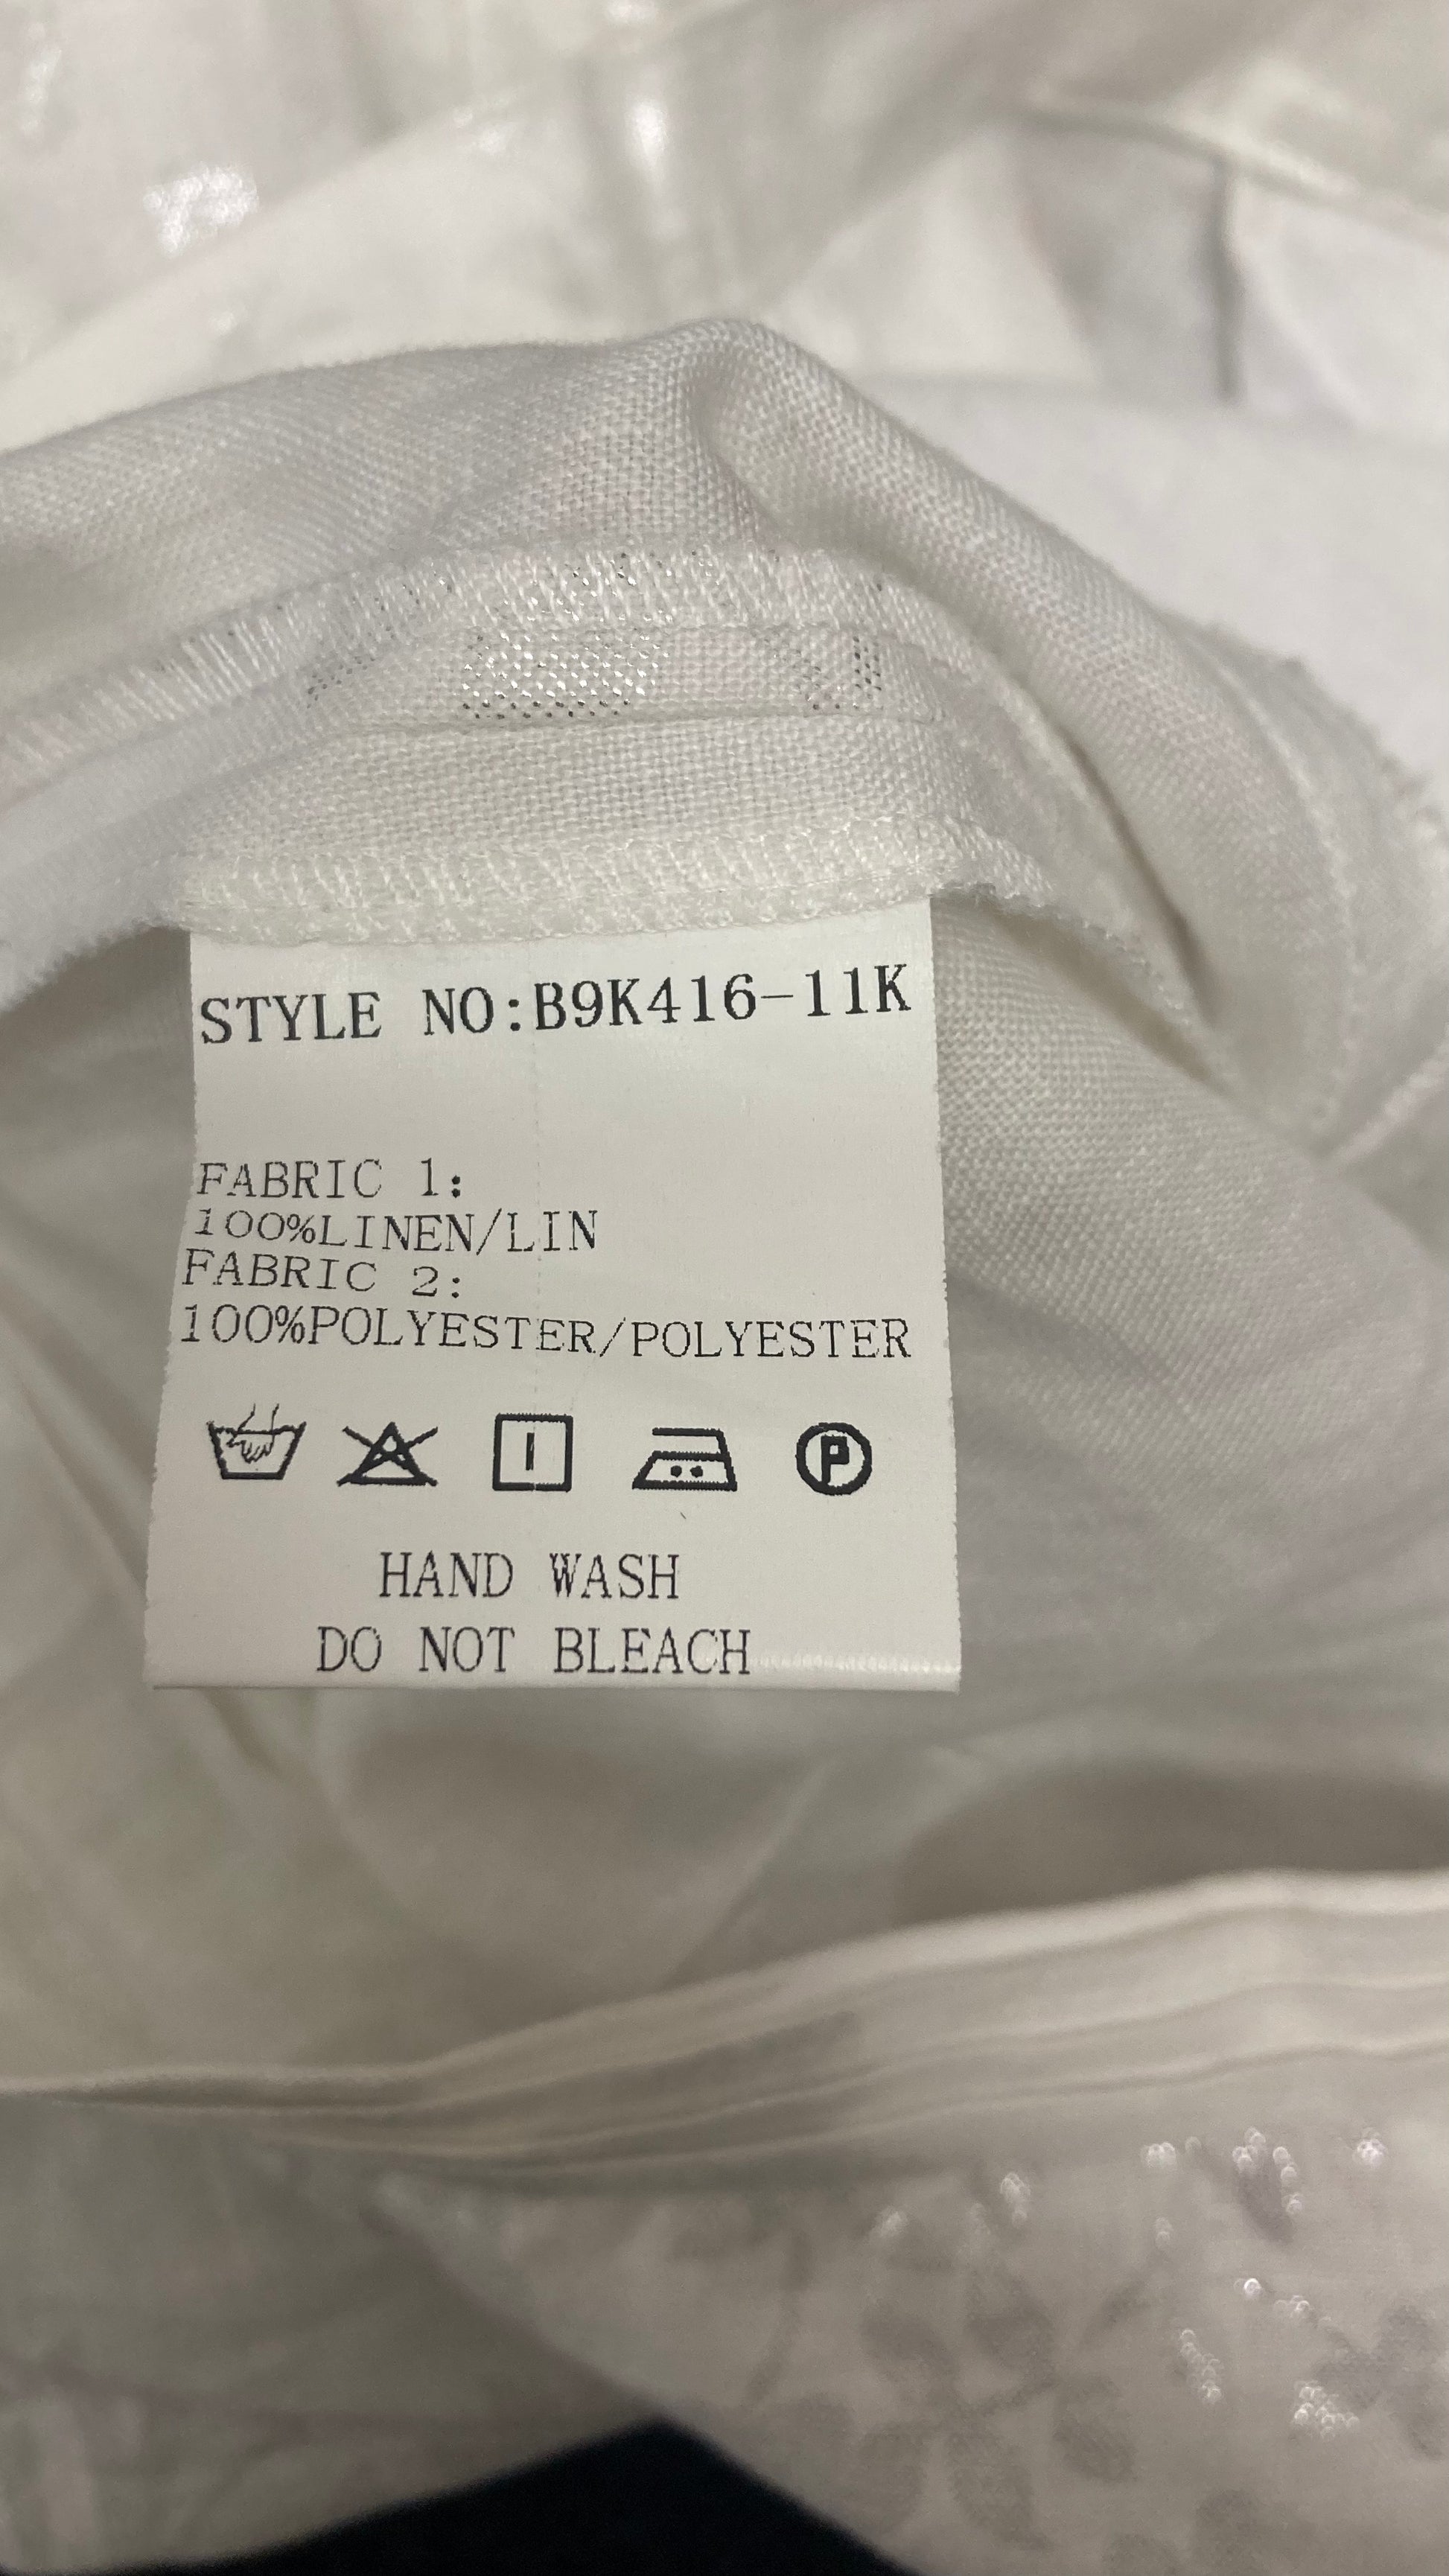 STYLE NO:B9K416-11K
FABRIC 1:
100%LINEN/LIN
FABRIC 2:
100%POLYESTER/POLYESTER
P
HAND WASH
DO NOT BLEACH